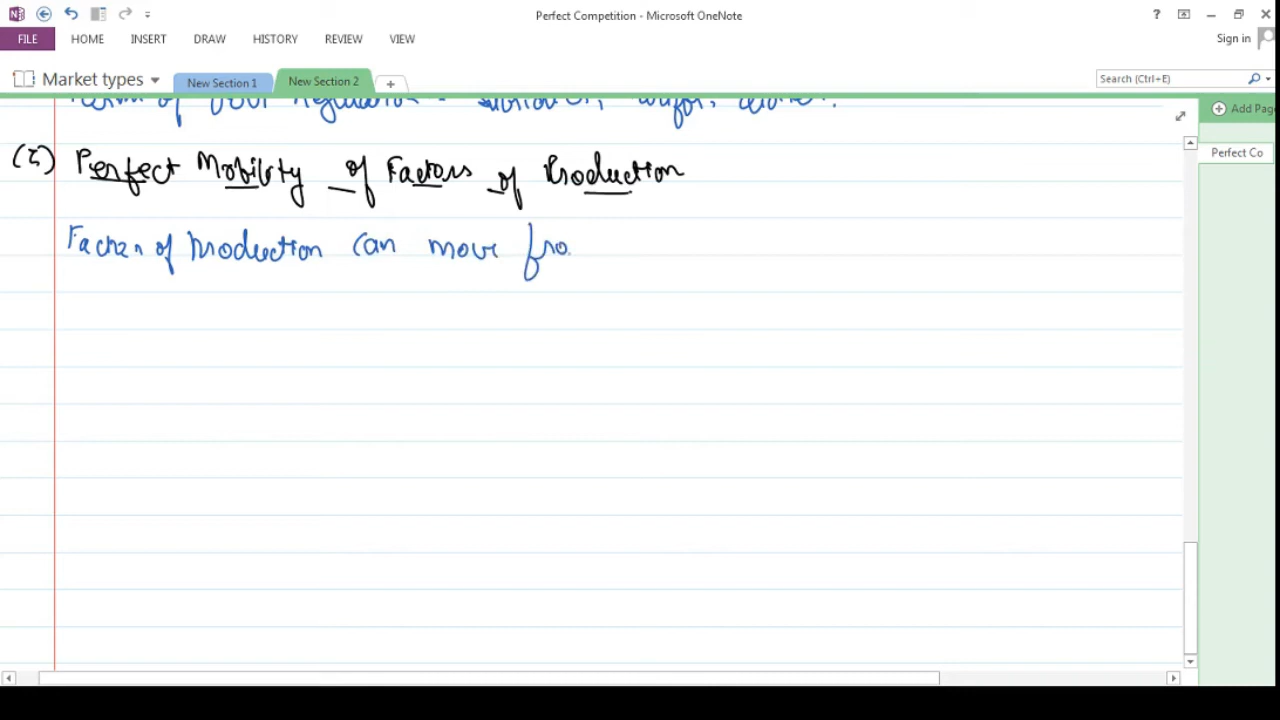 Perfect Competition - Microsoft OneNote
?
Sign in
FILE HOME INSERT DRAW HISTORY REVIEW VIEW
Market types New Section 1 New Section 2 +
Search (Ctrl+E)
Add Pag
Perfect Co
of
Perfect Mobility of Factors of Production
Factors of Production can move fro